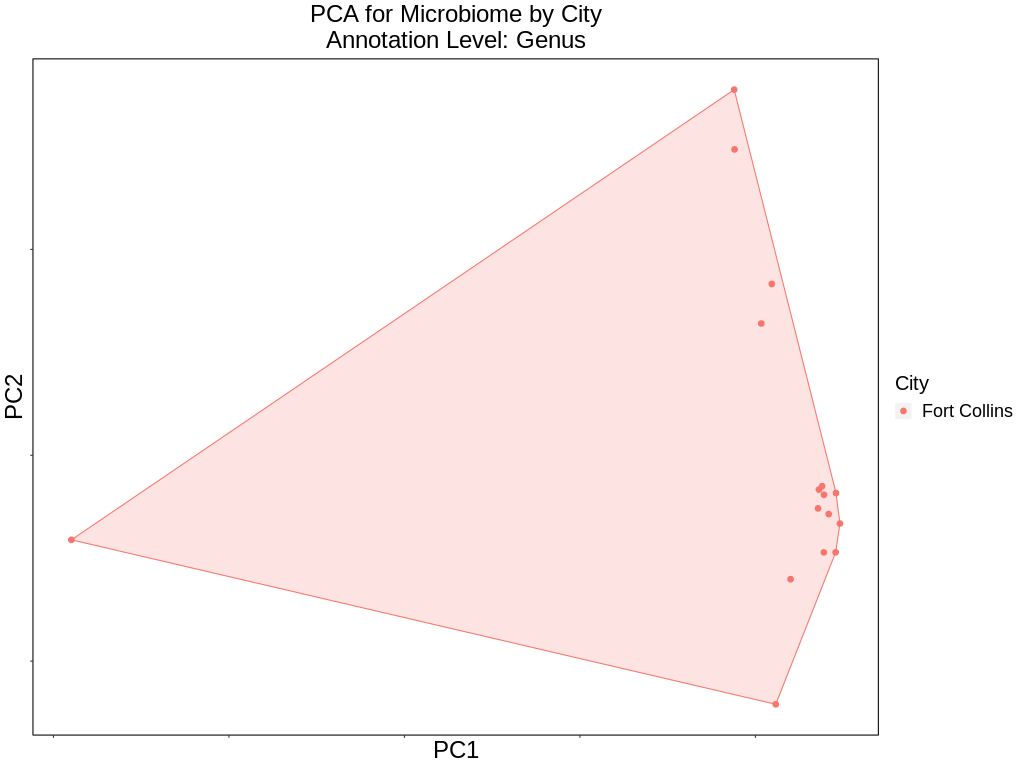 PCA for Microbiome by City
Annotation Level: Genus
PC2
City
Fort Collins
PC1